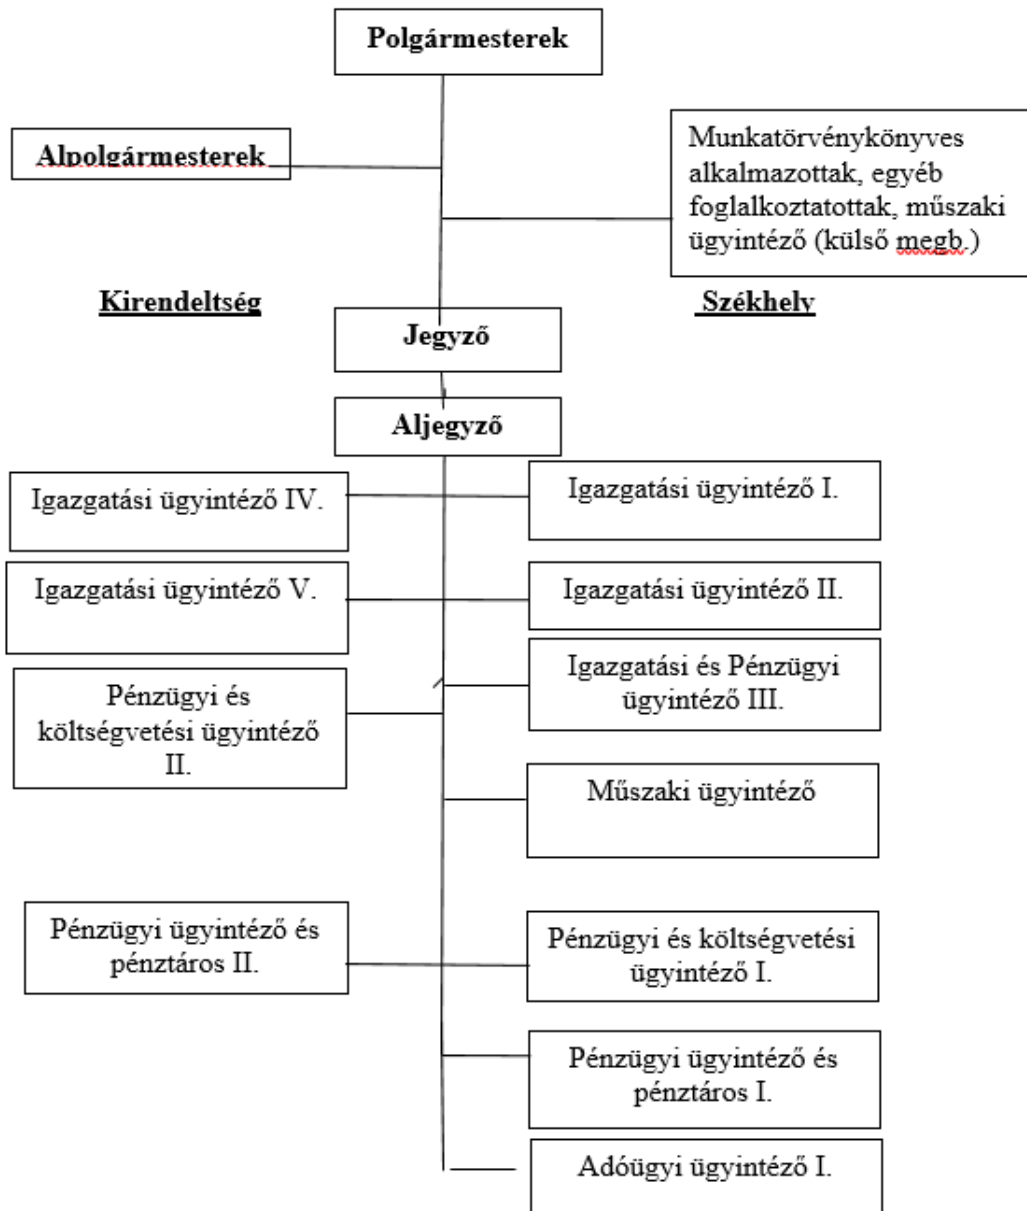 Polgármesterek
Alpolgármesterek
Munkatörvénykönyves
alkalmazottak, egyéb
foglalkoztatottak, műszaki
ügyintéző (külső megb.)
Kirendeltség
Székhely
Jegyző
Aljegyző
Igazgatási ügyintéző IV.
Igazgatási ügyintéző I.
Igazgatási ügyintéző V.
Igazgatási ügyintéző II.
Igazgatási és Pénzügyi
ügyintéző III.
Pénzügyi és
költségvetési ügyintéző
II.
Műszaki ügyintéző
Pénzügyi ügyintéző és
pénztáros II.
Pénzügyi és költségvetési
ügyintéző I.
Pénzügyi ügyintéző és
pénztáros I.
Adóügyi ügyintéző I.